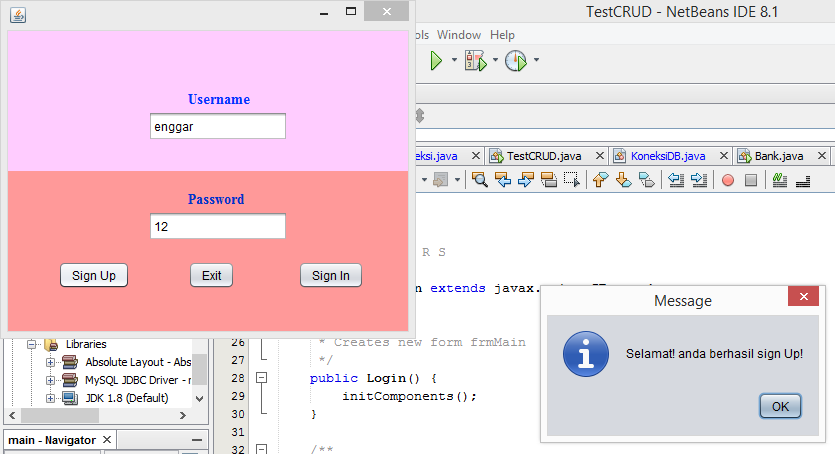 TestCRUD - NetBeans IDE 8.1
Window Help
Username
enggar
Password
12
Sign Up
Exit
Sign In
TestCRUD.java
KoneksiDB.java
Bank.java
R S
extends javax.
Message
Selamat! anda berhasil sign Up!
OK
Libraries
Absolute Layout - Abs
MySQL JDBC Driver -
JDK 1.8 (Default)
main - Navigator
26 * Creates new form frmMain
27 */
28 public Login() {
29 initComponents();
30 }
31
32 /**